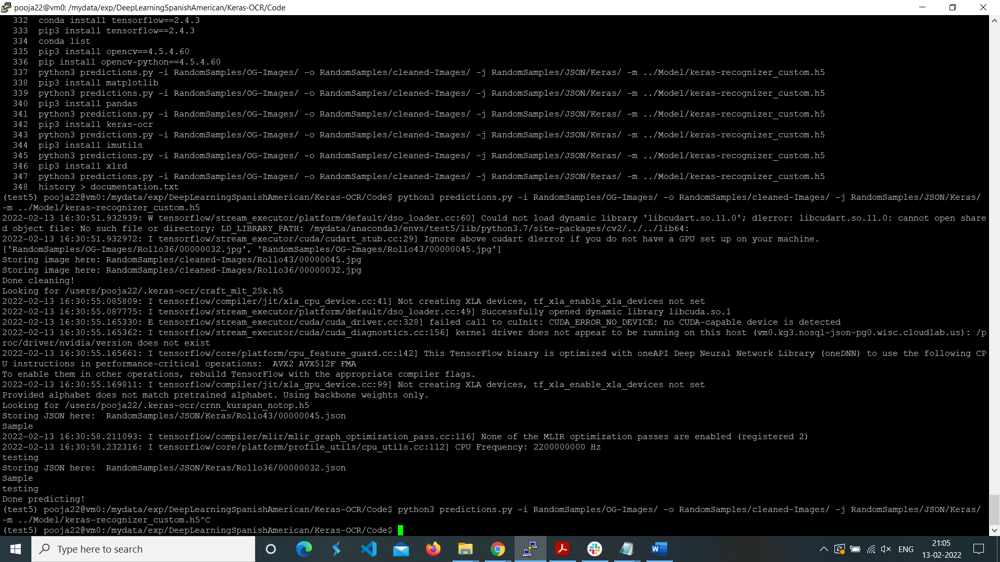 pooja22@vm0: /mydata/exp/DeepLearningSpanishAmerican/Keras-OCR/Code
332 conda install tensorflow==2.4.3
333 pip3 install tensorflow==2.4.3
334 conda list
335 pip3 install opencv==4.5.4.60
336 pip install opencv-python==4.5.4.60
337 python3 predictions.py -i RandomSamples/OG-Images/ -o RandomSamples/cleaned-Images/ -j RandomSamples/JSON/Keras/ -m ../Model/keras-recognizer_custom.h5
338 pip3 install matplotlib
339 python3 predictions.py -i RandomSamples/OG-Images/ -o RandomSamples/cleaned-Images/ -j RandomSamples/JSON/Keras/ -m ../Model/keras-recognizer_custom.h5
340 pip3 install pandas
341 python3 predictions.py -i RandomSamples/OG-Images/ -o RandomSamples/cleaned-Images/ -j RandomSamples/JSON/Keras/ -m ../Model/keras-recognizer_custom.h5
342 pip3 install keras-ocr
343 python3 predictions.py -i RandomSamples/OG-Images/ -o RandomSamples/cleaned-Images/ -j RandomSamples/JSON/Keras/ -m ../Model/keras-recognizer_custom.h5
344 pip3 install imutils
345 python3 predictions.py -i RandomSamples/OG-Images/ -o RandomSamples/cleaned-Images/ -j RandomSamples/JSON/Keras/ -m ../Model/keras-recognizer_custom.h5
346 pip3 install xlrd
347 python3 predictions.py -i RandomSamples/OG-Images/ -o RandomSamples/cleaned-Images/ -j RandomSamples/JSON/Keras/ -m ../Model/keras-recognizer_custom.h5
348 history > documentation.txt
(test5) pooja22@vm0:/mydata/exp/DeepLearningSpanishAmerican/Keras-OCR/Code$ python3 predictions.py -i RandomSamples/OG-Images/ -o RandomSamples/cleaned-Images/ -j RandomSamples/JSON/Keras/
-m ../Model/keras-recognizer_custom.h5
2022-02-13 16:30:51.932939: W tensorflow/stream_executor/platform/default/dso_loader.cc:60] Could not load dynamic library 'libcudart.so.11.0'; dlerror: libcudart.so.11.0: cannot open share
d object file: No such file or directory; LD_LIBRARY_PATH: /mydata/anaconda3/envs/test5/lib/python3.7/site-packages/cv2/../../lib64:
2022-02-13 16:30:51.932972: I tensorflow/stream_executor/cuda/cudart_stub.cc:29] Ignore above cudart dlerror if you do not have a GPU set up on your machine.
['RandomSamples/OG-Images/Rollo36/00000032.jpg', 'RandomSamples/OG-Images/Rollo43/00000045.jpg']
Storing image here: RandomSamples/cleaned-Images/Rollo43/00000045.jpg
Storing image here: RandomSamples/cleaned-Images/Rollo36/00000032.jpg
Done cleaning!
Looking for /users/pooja22/.keras-ocr/craft_mlt_25k.h5
2022-02-13 16:30:55.085809: I tensorflow/compiler/jit/xla_cpu_device.cc:41] Not creating XLA devices, tf_xla_enable_xla_devices not set
2022-02-13 16:30:55.087775: I tensorflow/stream_executor/platform/default/dso_loader.cc:49] Successfully opened dynamic library libcuda.so.1
2022-02-13 16:30:55.165330: E tensorflow/stream_executor/cuda/cuda_driver.cc:328] failed call to cuInit: CUDA_ERROR_NO_DEVICE: no CUDA-capable device is detected
2022-02-13 16:30:55.165362: I tensorflow/stream_executor/cuda/cuda_diagnostics.cc:156] kernel driver does not appear to be running on this host (vm0.kg3.nosql-json-pg0.wisc.cloudlab.us): /p
roc/driver/nvidia/version does not exist
2022-02-13 16:30:55.165661: I tensorflow/core/platform/cpu_feature_guard.cc:142] This TensorFlow binary is optimized with oneAPI Deep Neural Network Library (oneDNN) to use the following CP
U instructions in performance-critical operations:  AVX2 AVX512F FMA
To enable them in other operations, rebuild TensorFlow with the appropriate compiler flags.
2022-02-13 16:30:55.169811: I tensorflow/compiler/jit/xla_gpu_device.cc:99] Not creating XLA devices, tf_xla_enable_xla_devices not set
Provided alphabet does not match pretrained alphabet. Using backbone weights only.
Looking for /users/pooja22/.keras-ocr/crnn_kurapan_notop.h5
Storing JSON here:  RandomSamples/JSON/Keras/Rollo43/00000045.json
Sample
2022-02-13 16:30:58.211093: I tensorflow/compiler/mlir/mlir_graph_optimization_pass.cc:116] None of the MLIR optimization passes are enabled (registered 2)
2022-02-13 16:30:58.232316: I tensorflow/core/platform/profile_utils/cpu_utils.cc:112] CPU Frequency: 2200000000 Hz
testing
Storing JSON here:  RandomSamples/JSON/Keras/Rollo36/00000032.json
Sample
testing
Done predicting!
(test5) pooja22@vm0:/mydata/exp/DeepLearningSpanishAmerican/Keras-OCR/Code$ python3 predictions.py -i RandomSamples/OG-Images/ -o RandomSamples/cleaned-Images/ -j RandomSamples/JSON/Keras/
-m ../Model/keras-recognizer_custom.h5^C
(test5) pooja22@vm0:/mydata/exp/DeepLearningSpanishAmerican/Keras-OCR/Code$
Type here to search
ENG
21:05
13-02-2022